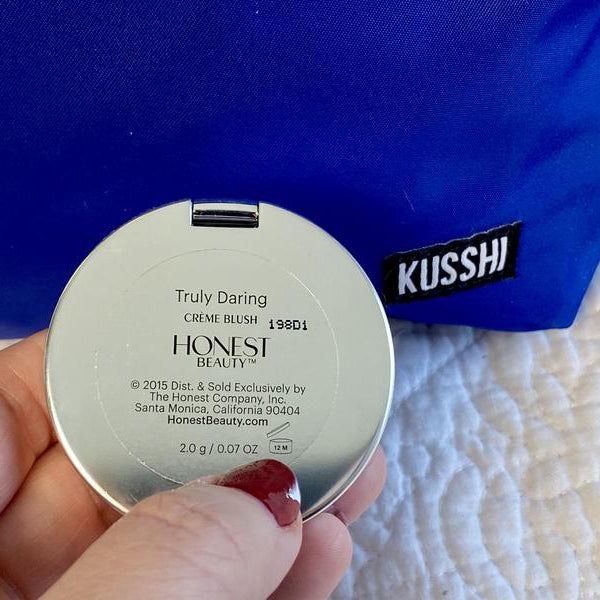 KUSSHI
Truly Daring
CRÈME BLUSH 198D1
HONEST
BEAUTY™
© 2015 Dist. & Sold Exclusively by
The Honest Company, Inc.
Santa Monica, California 90404
HonestBeauty.com
2.0 g / 0.07 OZ 12 M